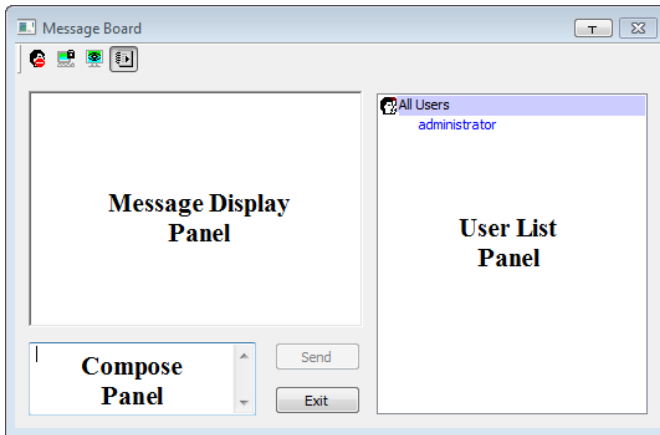 Message Board
T
All Users
administrator
Message Display
Panel
User List
Panel
Compose
Panel
Send
Exit